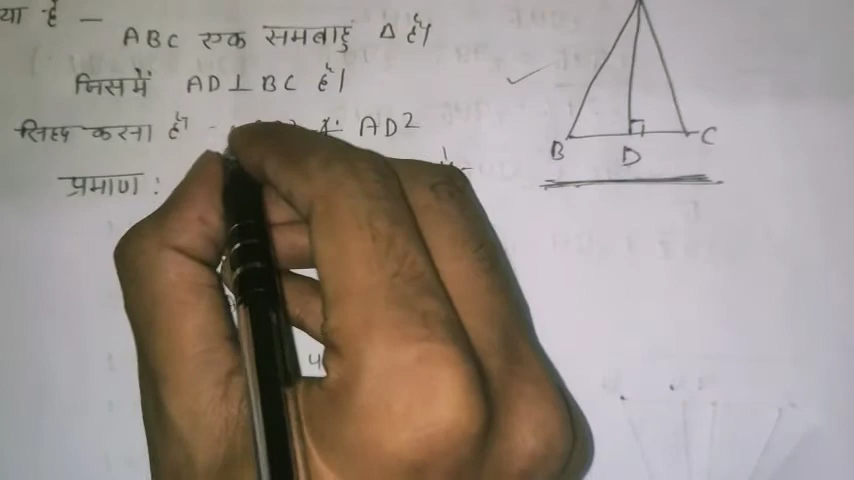 या है —
ABC एक समबाहु Δ है।
जिसमें AD⊥BC है।
सिद्ध करना है - AD²
प्रमाण :
B D C